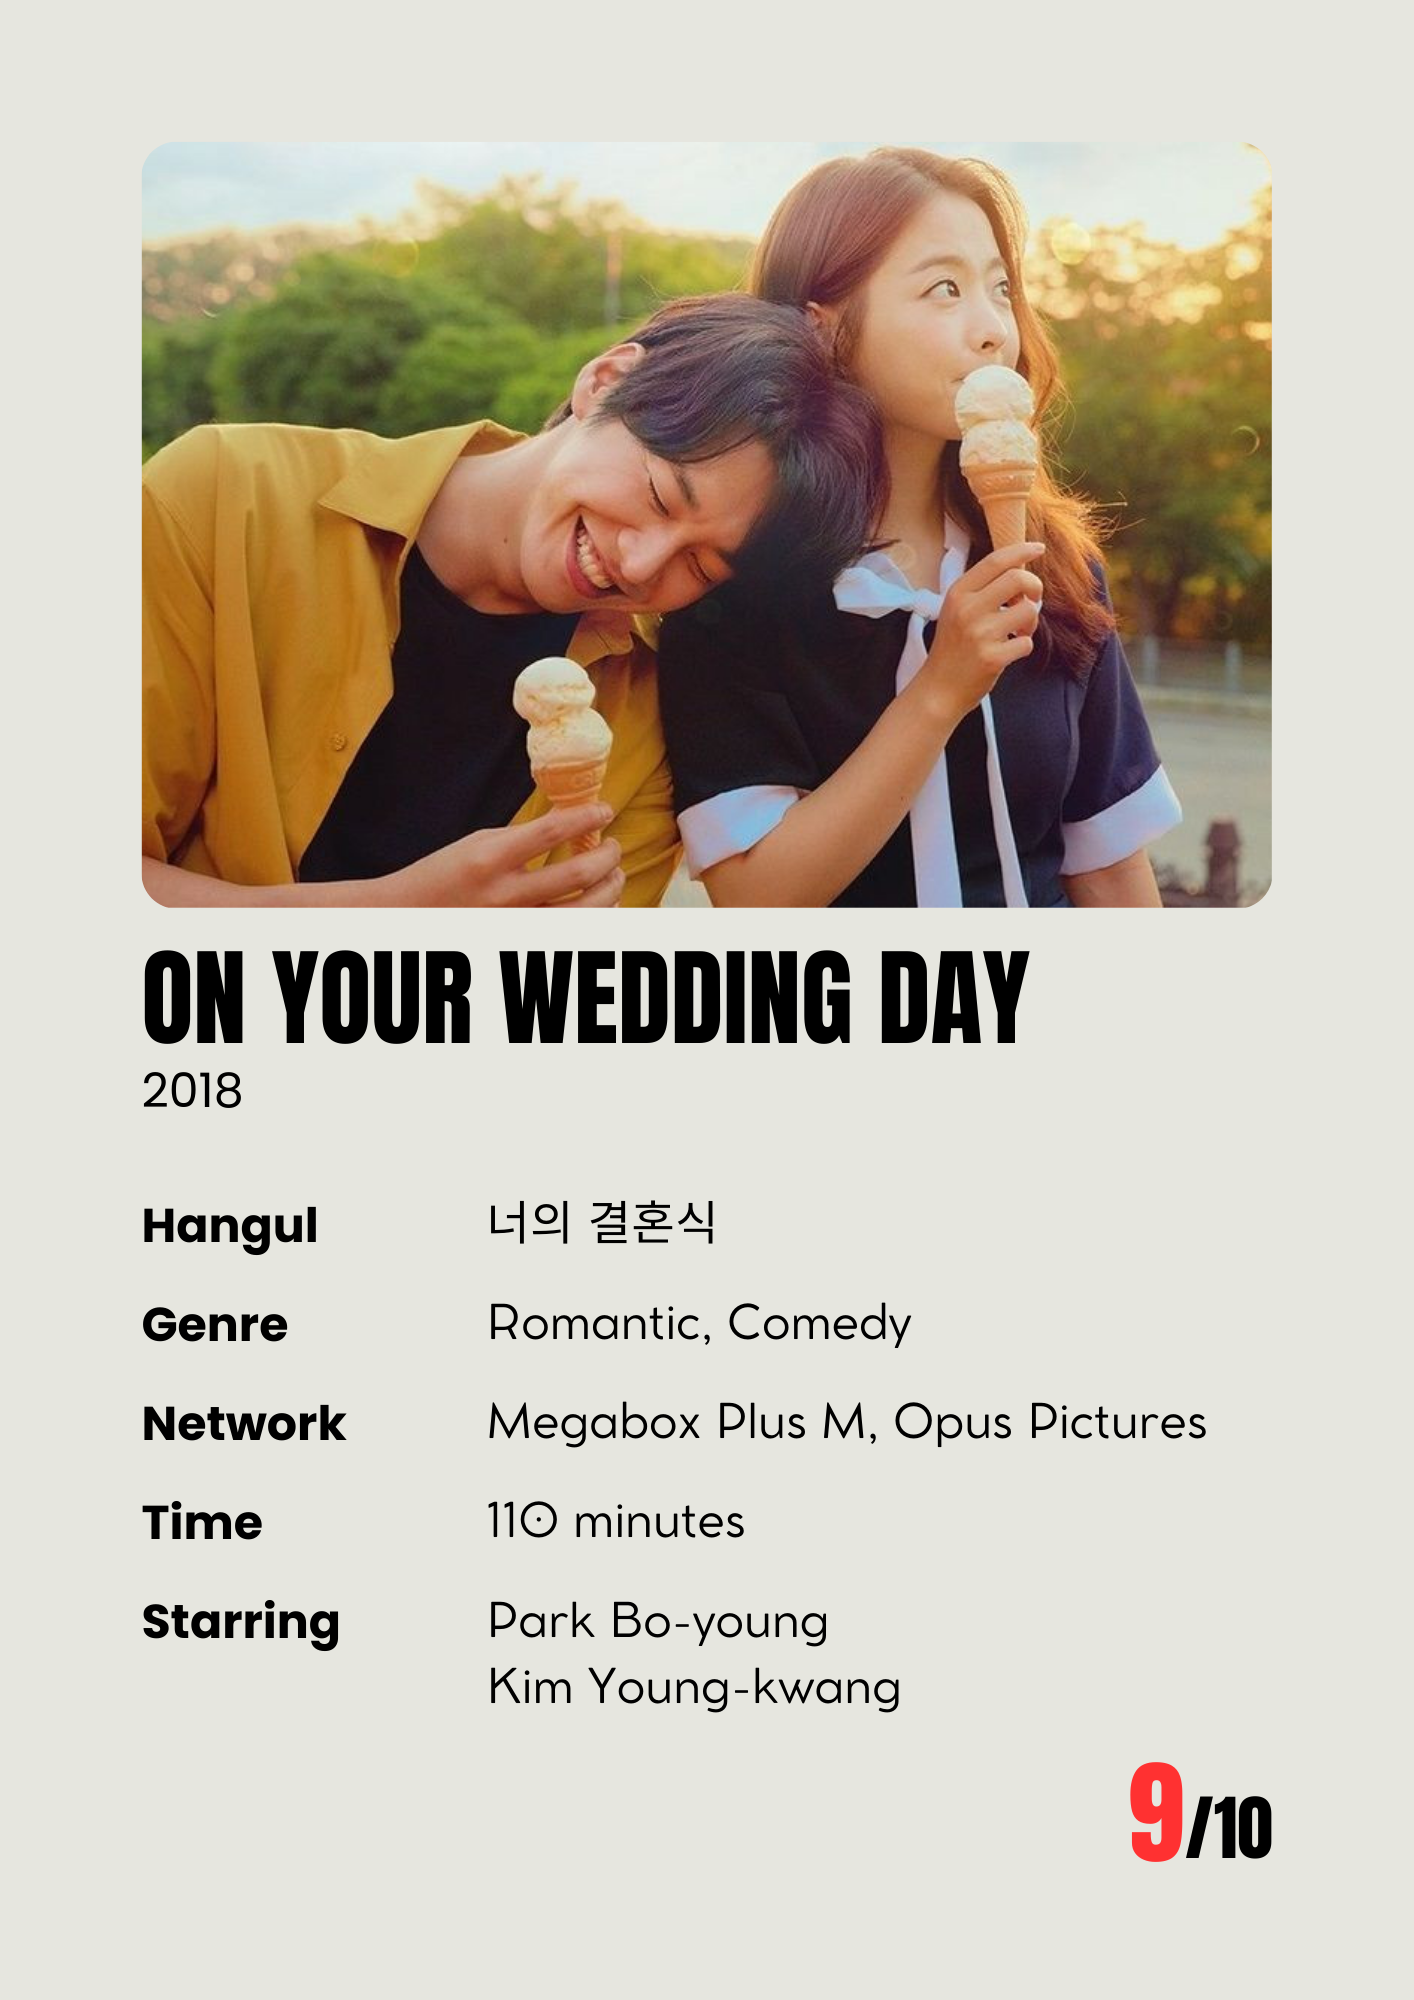 ON YOUR WEDDING DAY
2018
Hangul 너의 결혼식
Genre Romantic, Comedy
Network Megabox Plus M, Opus Pictures
Time 110 minutes
Starring Park Bo-young
Kim Young-kwang
9/10